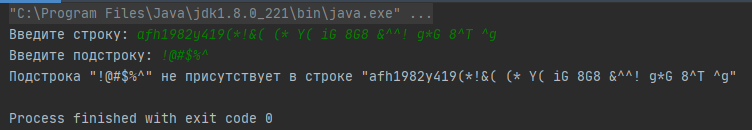 "C:\Program Files\Java\jdk1.8.0_221\bin\java.exe" ...
Введите строку: afh1982y419(*!&( (* Y( iG 8G8 &^^! g*G 8^T ^g
Введите подстроку: !@#$%^
Подстрока "!@#$%^" не присутствует в строке "afh1982y419(*!&( (* Y( iG 8G8 &^^! g*G 8^T ^g"
Process finished with exit code 0